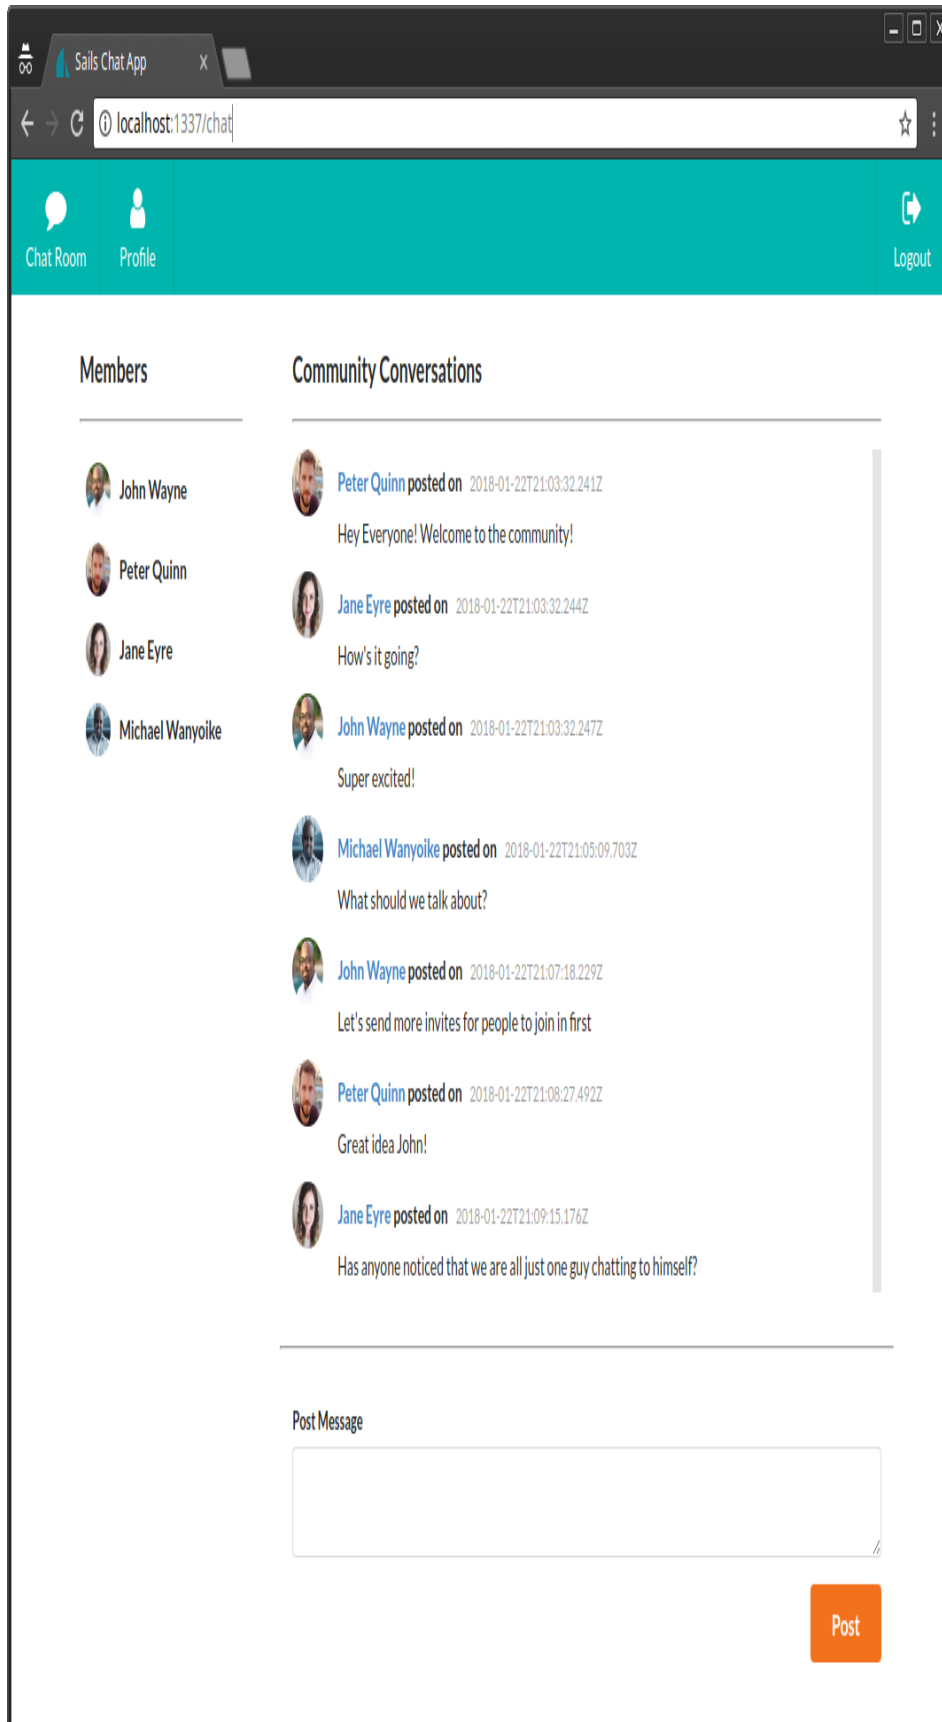 Sails Chat App
localhost:1337/chat
Chat Room
Profile
Logout
Members
John Wayne
Peter Quinn
Jane Eyre
Michael Wanyoike
Community Conversations
Peter Quinn posted on 2018-01-22T21:03:32.241Z
Hey Everyone! Welcome to the community!
Jane Eyre posted on 2018-01-22T21:03:32.244Z
How's it going?
John Wayne posted on 2018-01-22T21:03:32.247Z
Super excited!
Michael Wanyoike posted on 2018-01-22T21:05:09.703Z
What should we talk about?
John Wayne posted on 2018-01-22T21:07:18.229Z
Let's send more invites for people to join in first
Peter Quinn posted on 2018-01-22T21:08:27.492Z
Great idea John!
Jane Eyre posted on 2018-01-22T21:09:15.176Z
Has anyone noticed that we are all just one guy chatting to himself?
Post Message
Post